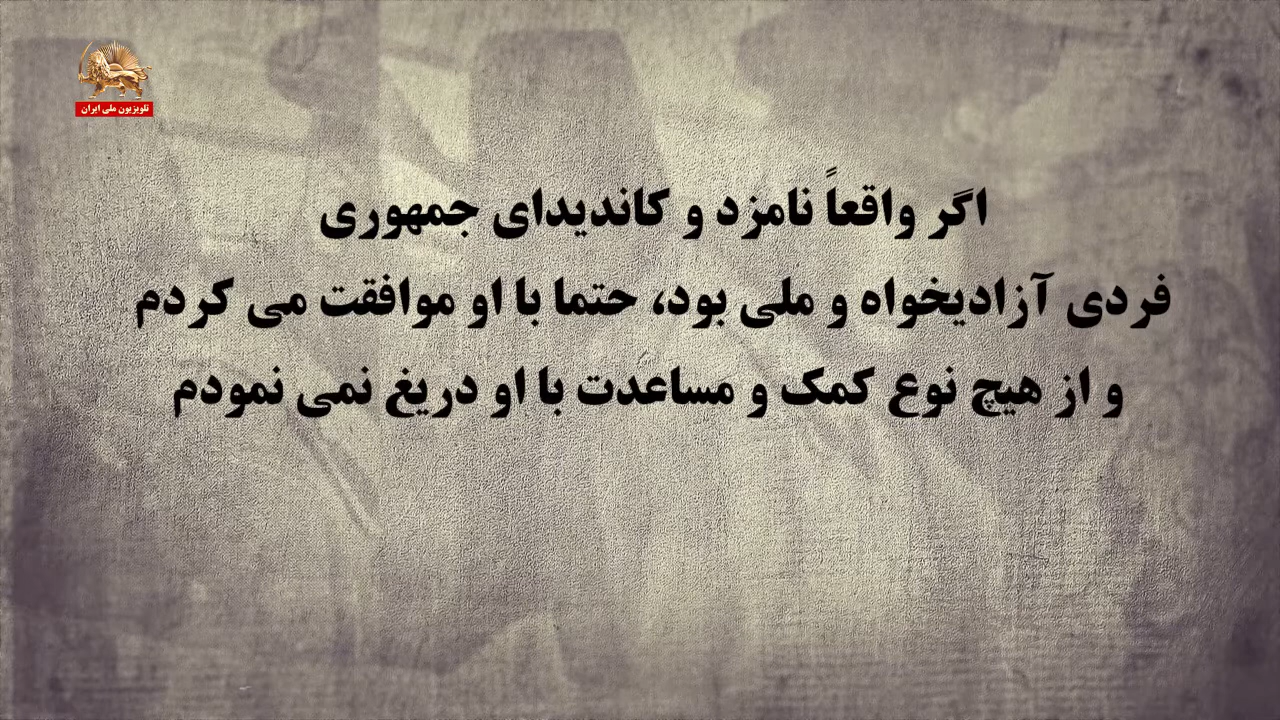 تلویزیون ملی ایران
اگر واقعاً نامزد و کاندیدای جمهوری
فردی آزادیخواه و ملی بود، حتما با او موافقت می کردم
و از هیچ نوع کمک و مساعدت با او دریغ نمی نمودم